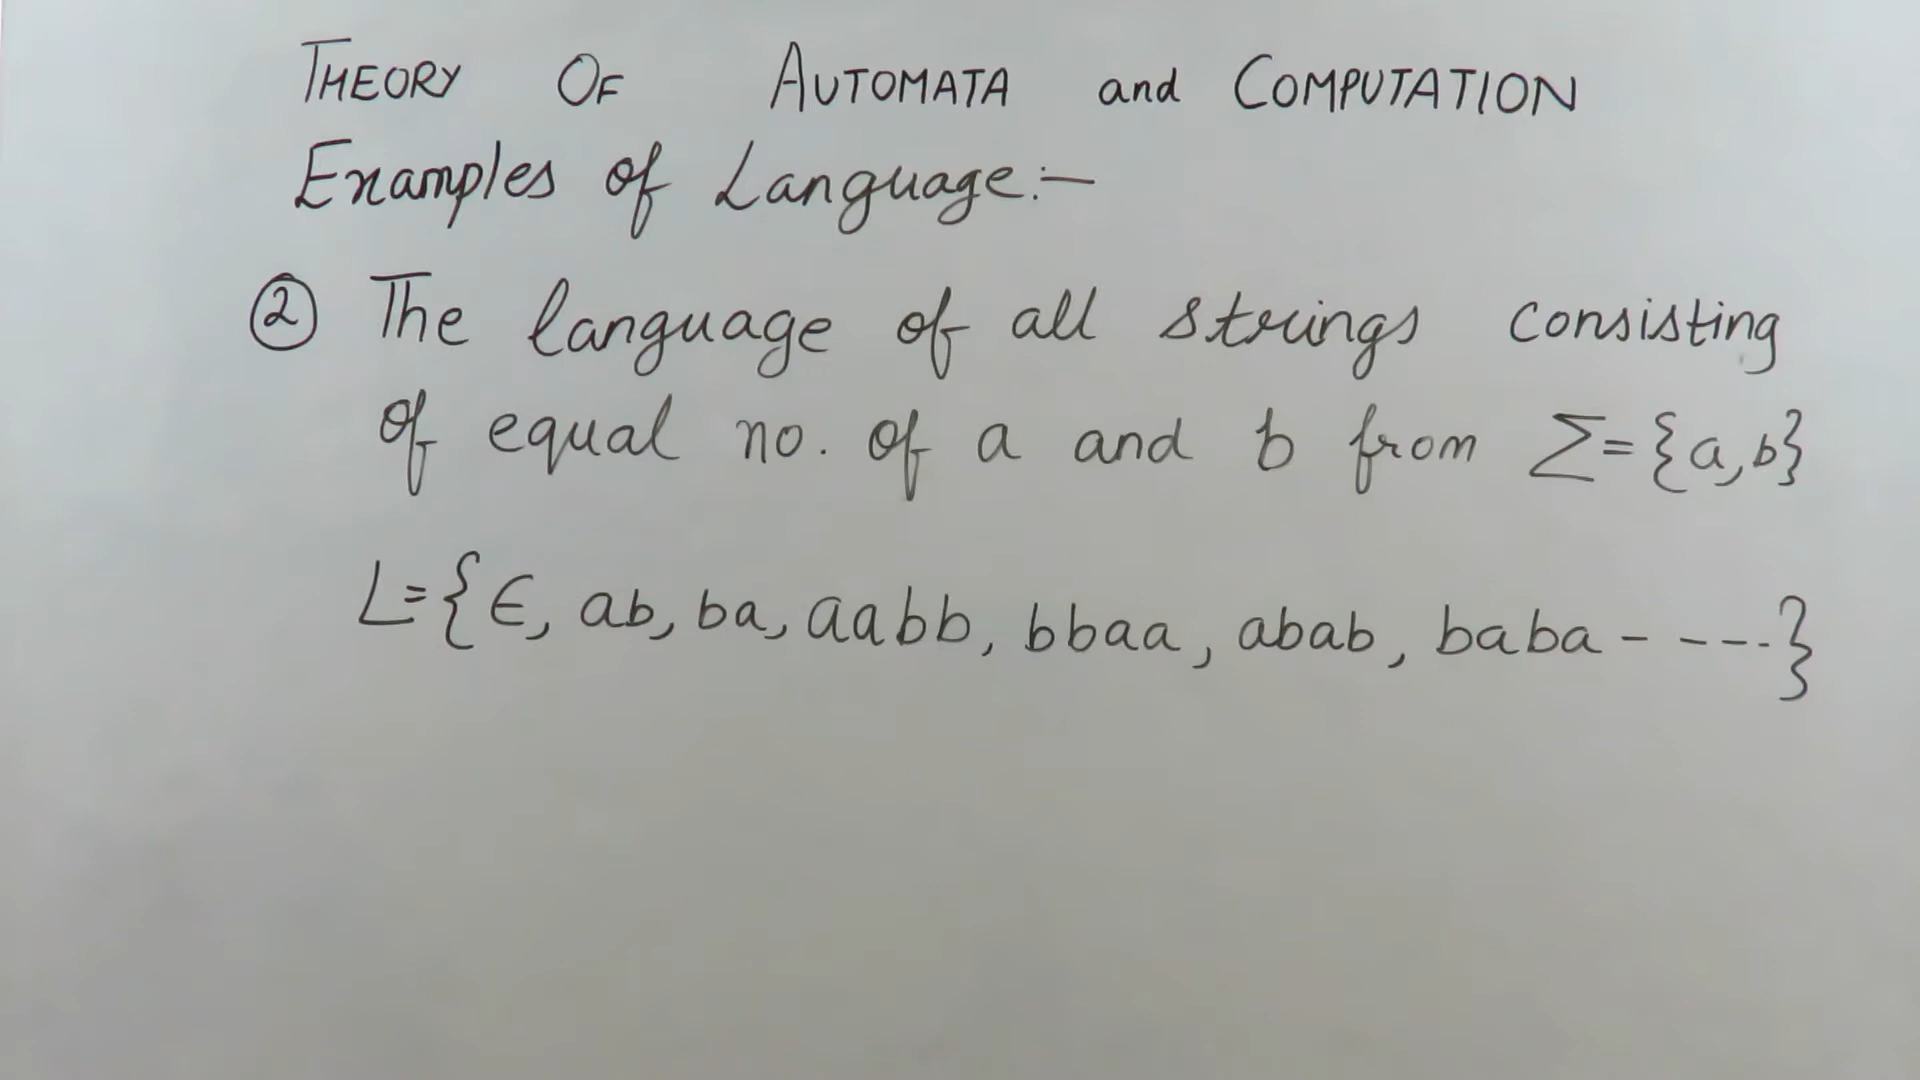 THEORY OF AUTOMATA and COMPUTATION
Examples of Language:-
② The language of all strings consisting
of equal no. of a and b from Σ={a,b}
L={ϵ, ab, ba, aabb, bbaa, abab, baba - ---.}